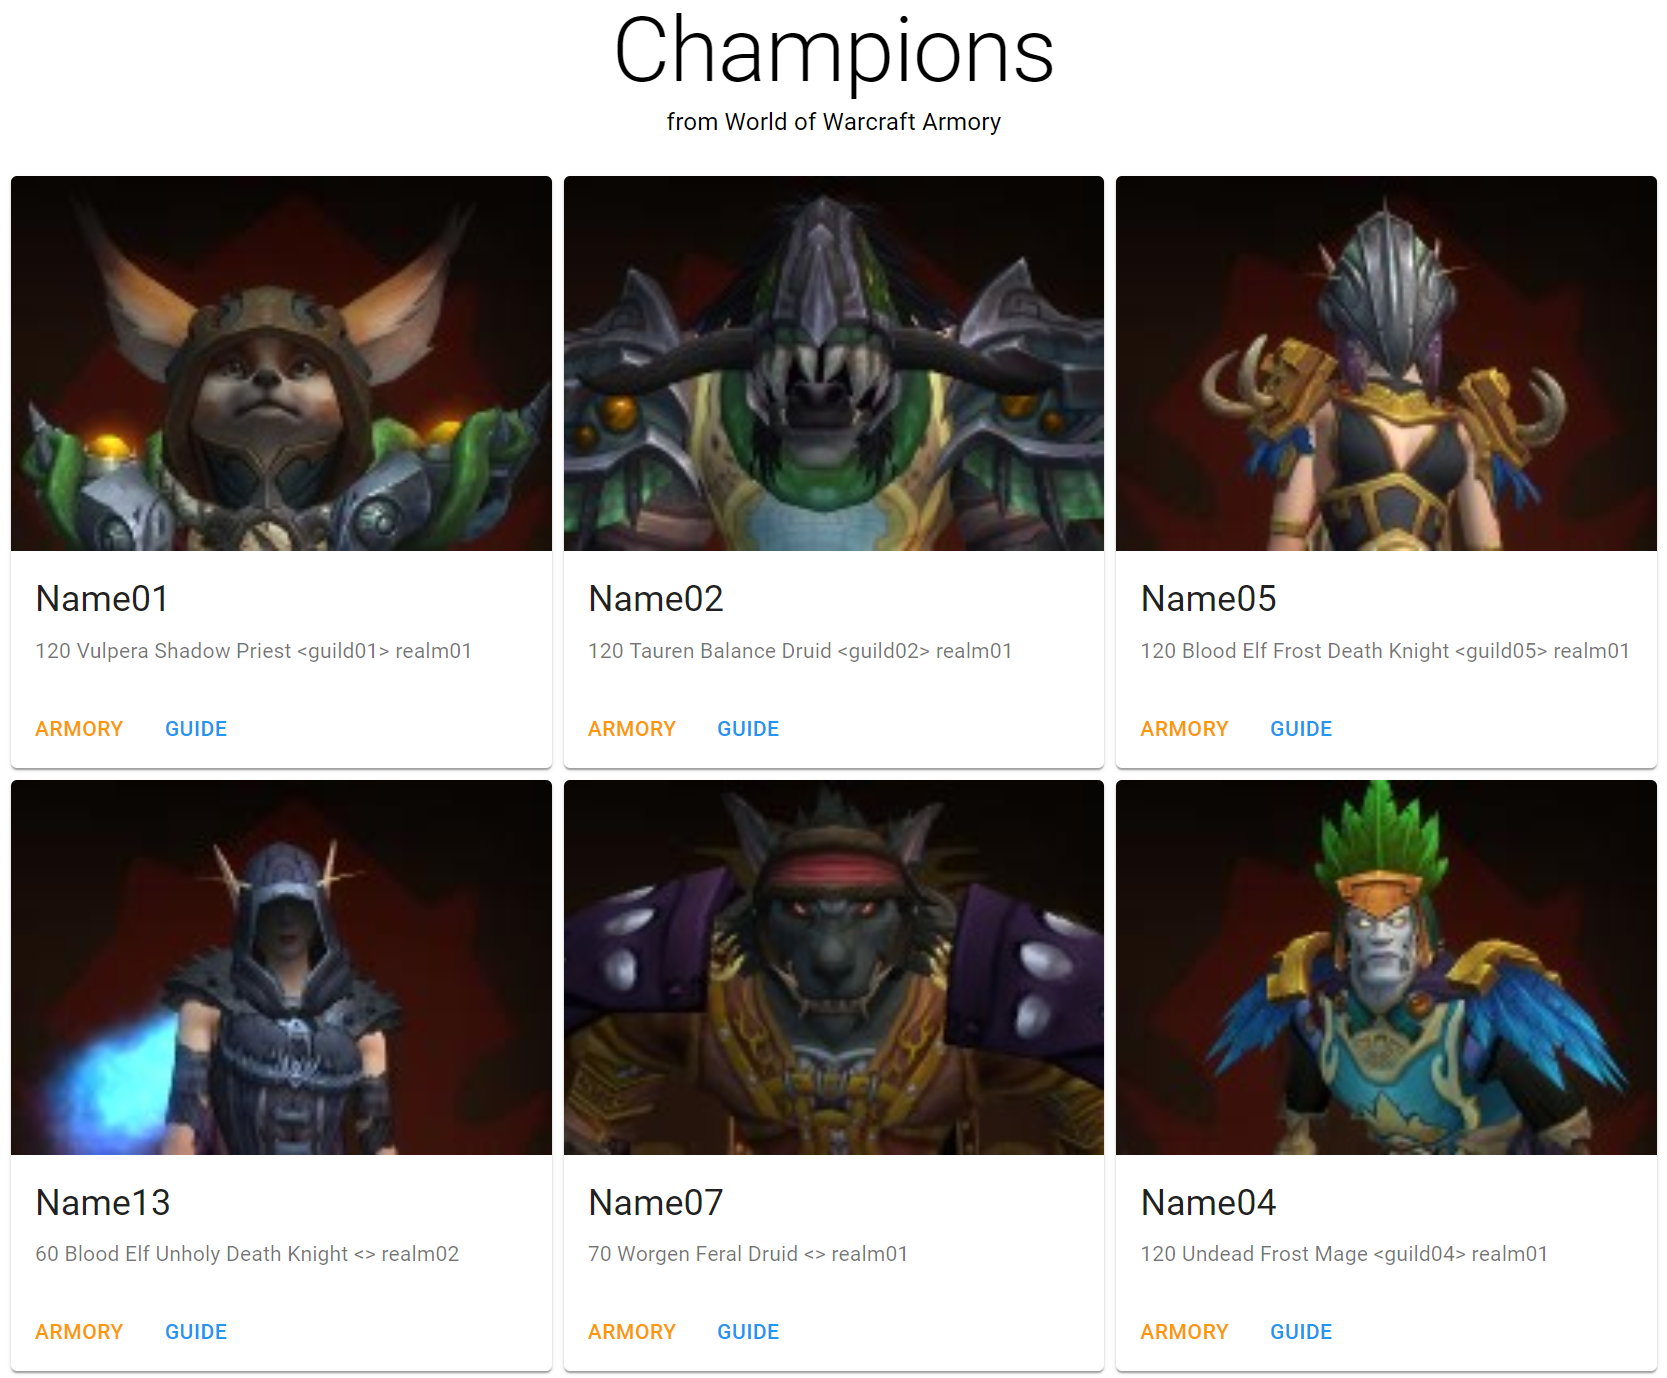 Champions
from World of Warcraft Armory
Name01
120 Vulpera Shadow Priest <guild01> realm01
ARMORY GUIDE
Name02
120 Tauren Balance Druid <guild02> realm01
ARMORY GUIDE
Name05
120 Blood Elf Frost Death Knight <guild05> realm01
ARMORY GUIDE
Name13
60 Blood Elf Unholy Death Knight <> realm02
ARMORY GUIDE
Name07
70 Worgen Feral Druid <> realm01
ARMORY GUIDE
Name04
120 Undead Frost Mage <guild04> realm01
ARMORY GUIDE